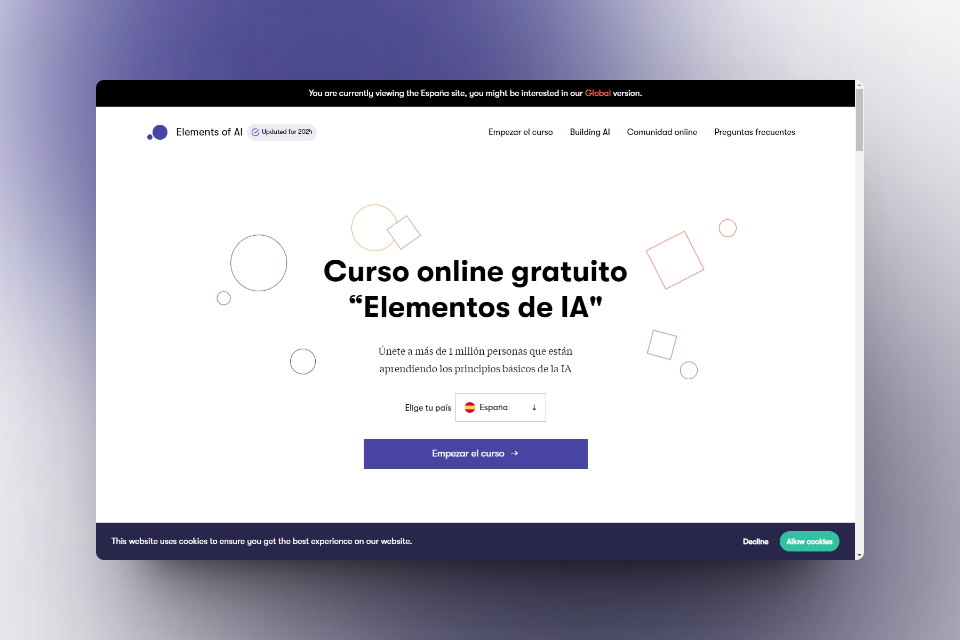 You are currently viewing the España site, you might be interested in our Global version.
Elements of AI Updated for 2024 Empezar el curso Building AI Comunidad online Preguntas frecuentes
Curso online gratuito
“Elementos de IA"
Únete a más de 1 millón personas que están
aprendiendo los principios básicos de la IA
Elige tu país España ↓
Empezar el curso →
This website uses cookies to ensure you get the best experience on our website. Decline Allow cookies